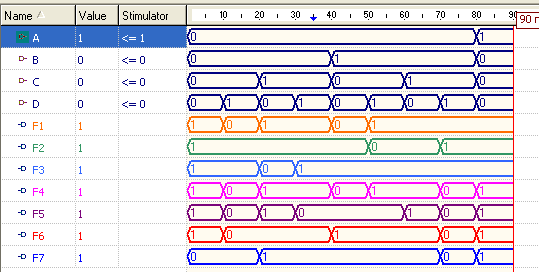 Name Value Stimulator 10 20 30 40 50 60 70 80
90 n
A 1 <= 1 0 1
B 0 <= 0 0 1 0
C 0 <= 0 0 1 0 1 0
D 0 <= 0 0 1 0 1 0 1 0 1 0
F1 1 1 0 1 0 1
F2 1 1 0 1
F3 1 1 0 1
F4 1 1 0 1 0 1 0 1
F5 1 1 0 1 0 1 0 1
F6 1 1 0 1 0 1
F7 1 0 1 0 1